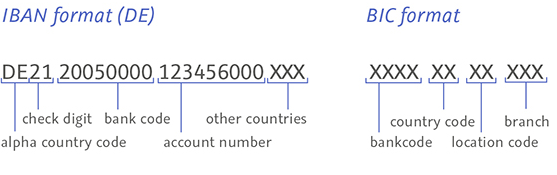 IBAN format (DE)
BIC format
DE21 20050000 123456000 XXX
XXXX XX XX XXX
check digit bank code other countries
alpha country code account number
country code branch
bankcode location code